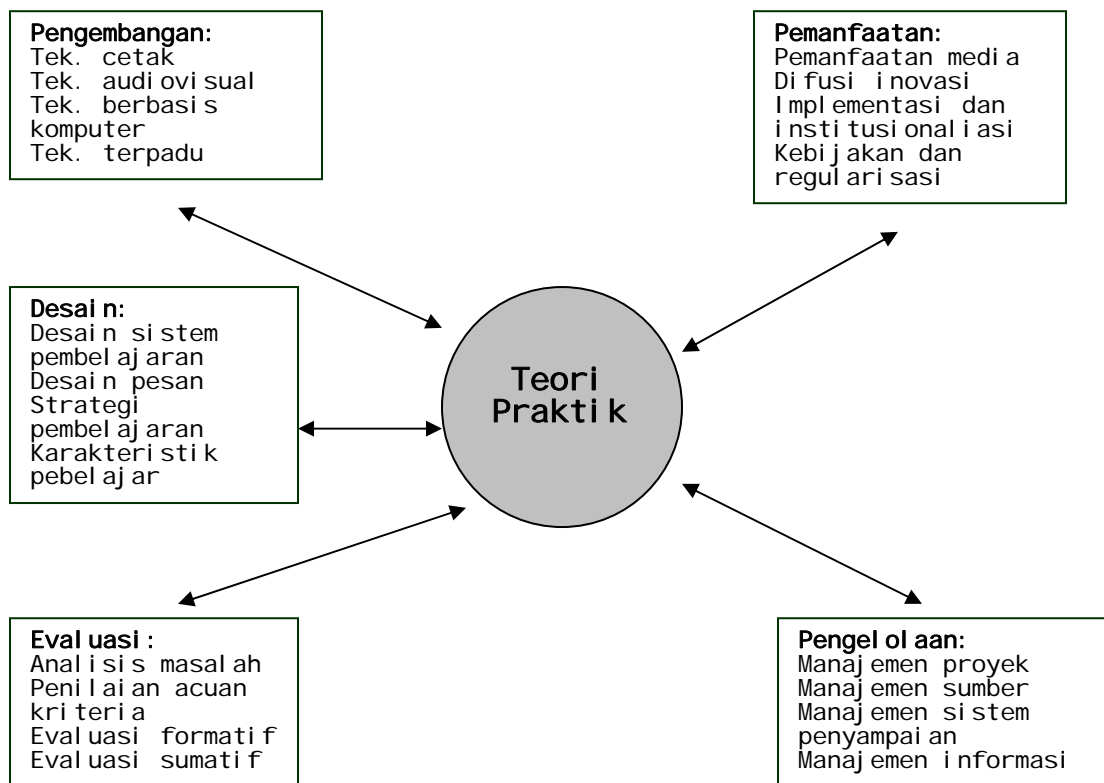 Pengembangan:
Tek. cetak
Tek. audiovisual
Tek. berbasis
komputer
Tek. terpadu
Pemanfaatan:
Pemanfaatan media
Difusi inovasi
Implementasi dan
institusionaliasi
Kebijakan dan
regularisasi
Desain:
Desain sistem
pembelajaran
Desain pesan
Strategi
pembelajaran
Karakteristik
pebelajar
Teori
Praktik
Evaluasi:
Analisis masalah
Penilaian acuan
kriteria
Evaluasi formatif
Evaluasi sumatif
Pengelolaan:
Manajemen proyek
Manajemen sumber
Manajemen sistem
penyampaian
Manajemen informasi